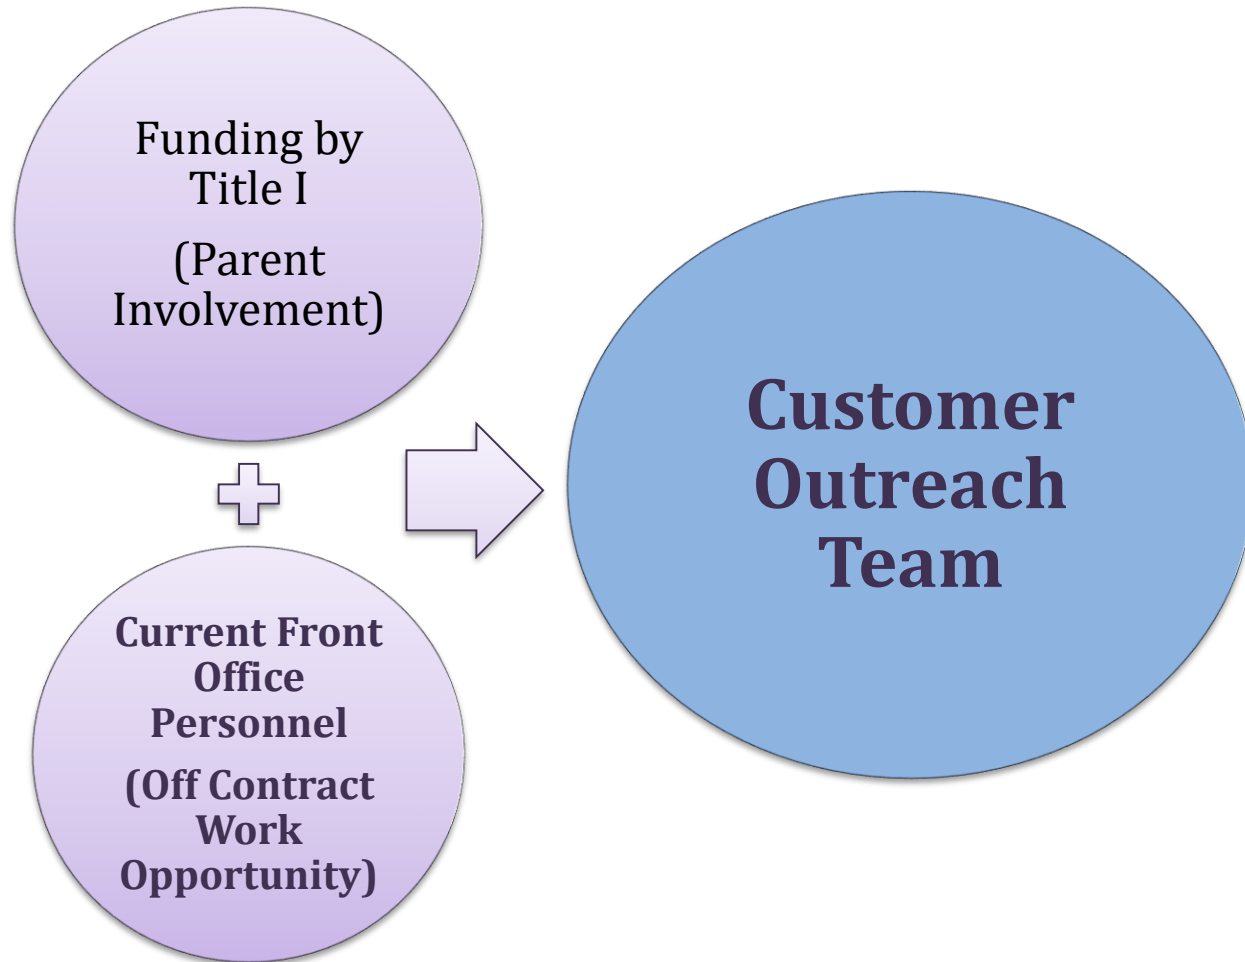 Funding by
Title I
(Parent
Involvement)
Current Front
Office
Personnel
(Off Contract
Work
Opportunity)
Customer
Outreach
Team